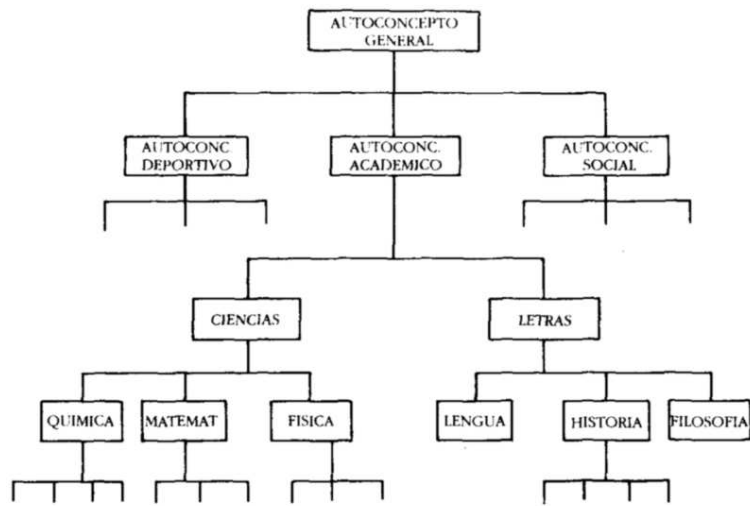 AUTOCONCEPTO
GENERAL
AUTOCONC
DEPORTIVO
AUTOCONC.
ACADEMICO
AUTOCONC.
SOCIAL
CIENCIAS
LETRAS
QUIMICA
MATEMAT
FISICA
LENGUA
HISTORIA
FILOSOFIA